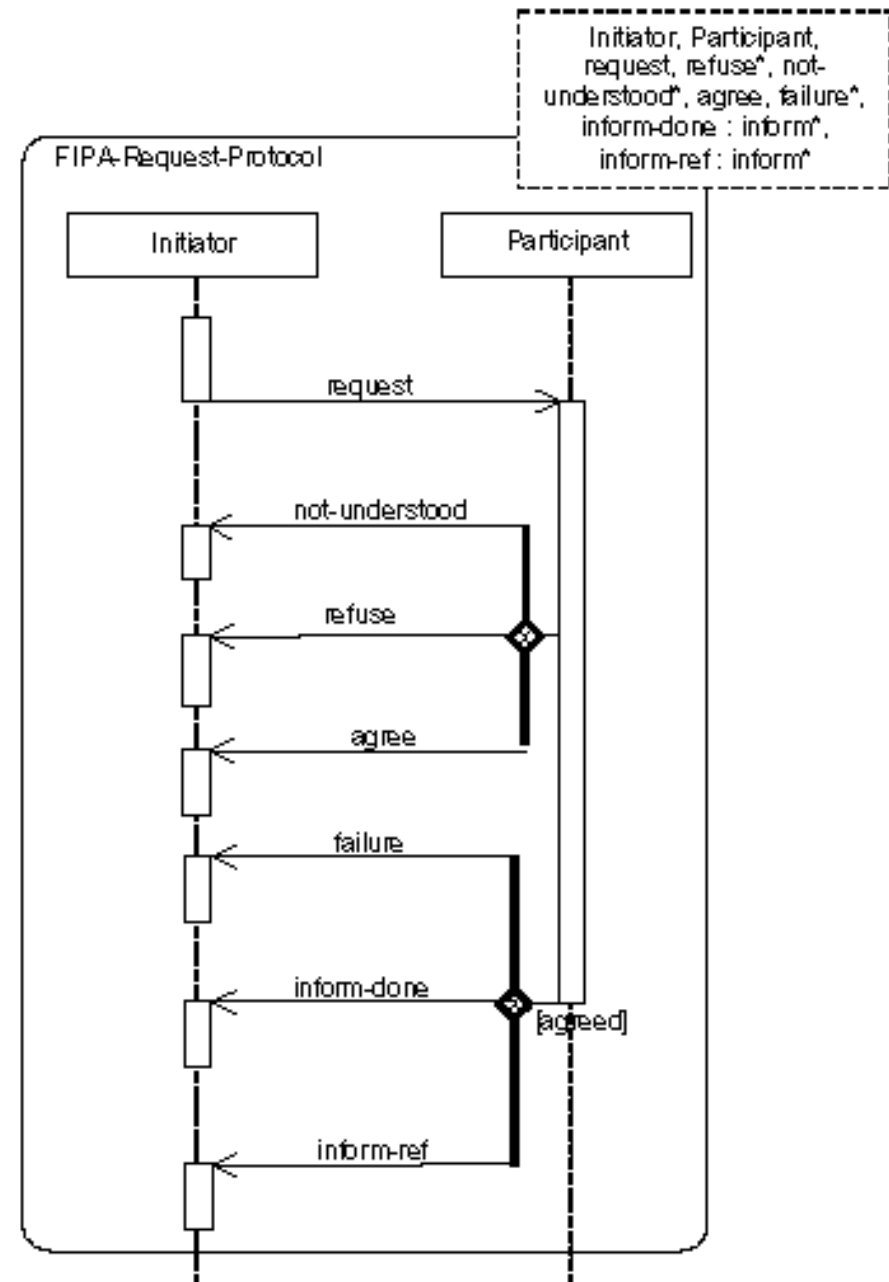 Initiator, Participant,
request, refuse*, not-
understood*, agree, failure*,
inform-done : inform*,
inform-ref : inform*
FIPA-Request-Protocol
Initiator
Participant
request
not-understood
refuse
agree
failure
inform-done
[agreed]
inform-ref